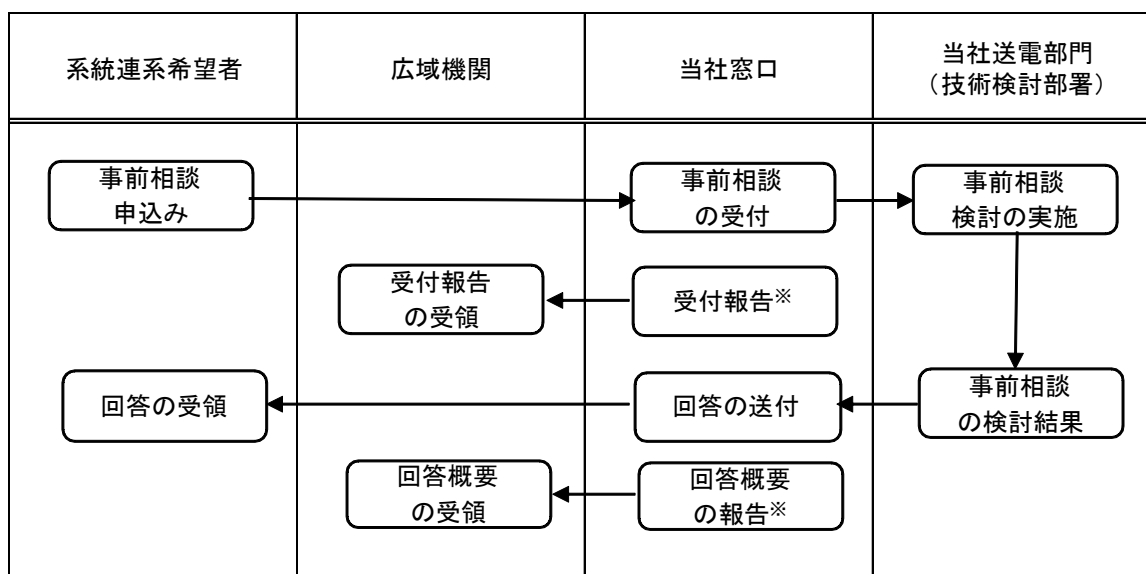 系統連系希望者
広域機関
当社窓口
当社送電部門
（技術検討部署）
事前相談
申込み
事前相談
の受付
事前相談
検討の実施
受付報告
の受領
受付報告※
回答の受領
回答の送付
事前相談
の検討結果
回答概要
の受領
回答概要
の報告※